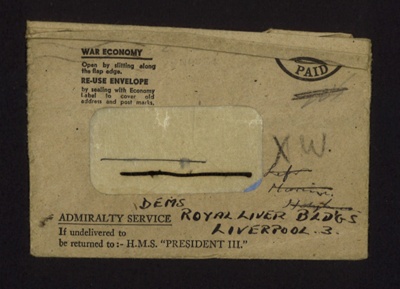 WAR ECONOMY
Open by slitting along
the flap edge.
RE-USE ENVELOPE
by sealing with Economy
Label to cover old
address and post marks.
PAID
X W.
DEMS
ADMIRALTY SERVICE ROYAL LIVER BLDGS
LIVERPOOL. 3.
If undelivered to
be returned to :- H.M.S. "PRESIDENT III."